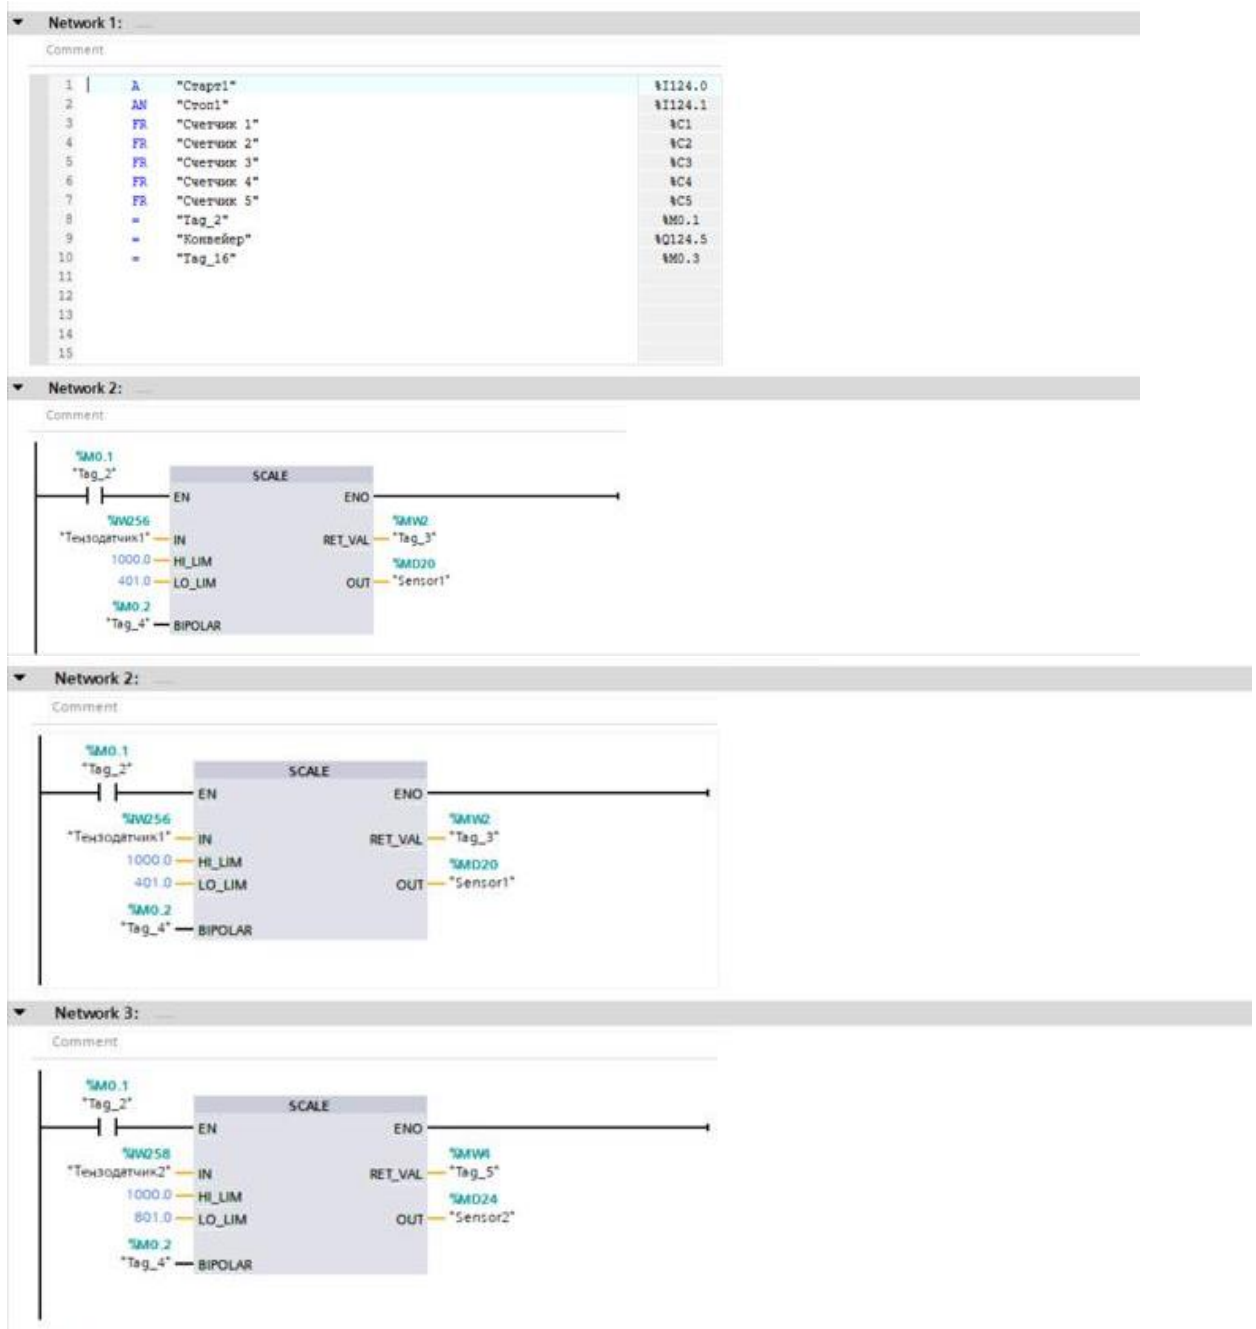 Network 1:
Comment
1 A "Старт1" %I124.0
2 AN "Стоп1" %I124.1
3 FR "Счетчик 1" %C1
4 FR "Счетчик 2" %C2
5 FR "Счетчик 3" %C3
6 FR "Счетчик 4" %C4
7 FR "Счетчик 5" %C5
8 = "Tag_2" %M0.1
9 = "Конвейер" %Q124.5
10 = "Tag_16" %M0.3
11
12
13
14
15
Network 2:
Comment
%M0.1
"Tag_2" SCALE
EN ENO
%IW256 %MW2
"Тензодатчик1" IN RET_VAL "Tag_3"
1000.0 HI_LIM %MD20
401.0 LO_LIM OUT "Sensor1"
%M0.2
"Tag_4" BIPOLAR
Network 2:
Comment
%M0.1
"Tag_2" SCALE
EN ENO
%IW256 %MW2
"Тензодатчик1" IN RET_VAL "Tag_3"
1000.0 HI_LIM %MD20
401.0 LO_LIM OUT "Sensor1"
%M0.2
"Tag_4" BIPOLAR
Network 3:
Comment
%M0.1
"Tag_2" SCALE
EN ENO
%IW258 %MW4
"Тензодатчик2" IN RET_VAL "Tag_5"
1000.0 HI_LIM %MD24
801.0 LO_LIM OUT "Sensor2"
%M0.2
"Tag_4" BIPOLAR